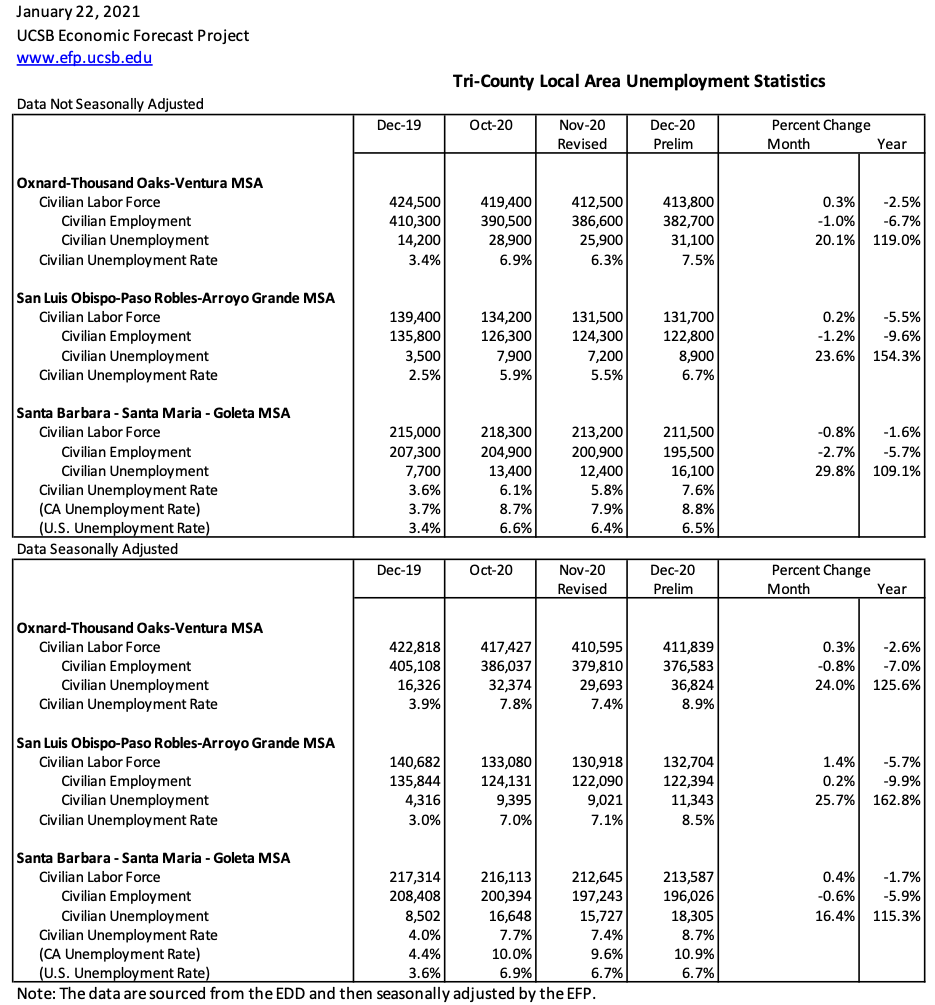 January 22, 2021
UCSB Economic Forecast Project
www.efp.ucsb.edu
Tri-County Local Area Unemployment Statistics
Data Not Seasonally Adjusted
Dec-19 Oct-20 Nov-20 Dec-20 Percent Change
Revised Prelim Month Year
Oxnard-Thousand Oaks-Ventura MSA
Civilian Labor Force 424,500 419,400 412,500 413,800 0.3% -2.5%
Civilian Employment 410,300 390,500 386,600 382,700 -1.0% -6.7%
Civilian Unemployment 14,200 28,900 25,900 31,100 20.1% 119.0%
Civilian Unemployment Rate 3.4% 6.9% 6.3% 7.5%
San Luis Obispo-Paso Robles-Arroyo Grande MSA
Civilian Labor Force 139,400 134,200 131,500 131,700 0.2% -5.5%
Civilian Employment 135,800 126,300 124,300 122,800 -1.2% -9.6%
Civilian Unemployment 3,500 7,900 7,200 8,900 23.6% 154.3%
Civilian Unemployment Rate 2.5% 5.9% 5.5% 6.7%
Santa Barbara - Santa Maria - Goleta MSA
Civilian Labor Force 215,000 218,300 213,200 211,500 -0.8% -1.6%
Civilian Employment 207,300 204,900 200,900 195,500 -2.7% -5.7%
Civilian Unemployment 7,700 13,400 12,400 16,100 29.8% 109.1%
Civilian Unemployment Rate 3.6% 6.1% 5.8% 7.6%
(CA Unemployment Rate) 3.7% 8.7% 7.9% 8.8%
(U.S. Unemployment Rate) 3.4% 6.6% 6.4% 6.5%
Data Seasonally Adjusted
Dec-19 Oct-20 Nov-20 Dec-20 Percent Change
Revised Prelim Month Year
Oxnard-Thousand Oaks-Ventura MSA
Civilian Labor Force 422,818 417,427 410,595 411,839 0.3% -2.6%
Civilian Employment 405,108 386,037 379,810 376,583 -0.8% -7.0%
Civilian Unemployment 16,326 32,374 29,693 36,824 24.0% 125.6%
Civilian Unemployment Rate 3.9% 7.8% 7.4% 8.9%
San Luis Obispo-Paso Robles-Arroyo Grande MSA
Civilian Labor Force 140,682 133,080 130,918 132,704 1.4% -5.7%
Civilian Employment 135,844 124,131 122,090 122,394 0.2% -9.9%
Civilian Unemployment 4,316 9,395 9,021 11,343 25.7% 162.8%
Civilian Unemployment Rate 3.0% 7.0% 7.1% 8.5%
Santa Barbara - Santa Maria - Goleta MSA
Civilian Labor Force 217,314 216,113 212,645 213,587 0.4% -1.7%
Civilian Employment 208,408 200,394 197,243 196,026 -0.6% -5.9%
Civilian Unemployment 8,502 16,648 15,727 18,305 16.4% 115.3%
Civilian Unemployment Rate 4.0% 7.7% 7.4% 8.7%
(CA Unemployment Rate) 4.4% 10.0% 9.6% 10.9%
(U.S. Unemployment Rate) 3.6% 6.9% 6.7% 6.7%
Note: The data are sourced from the EDD and then seasonally adjusted by the EFP.